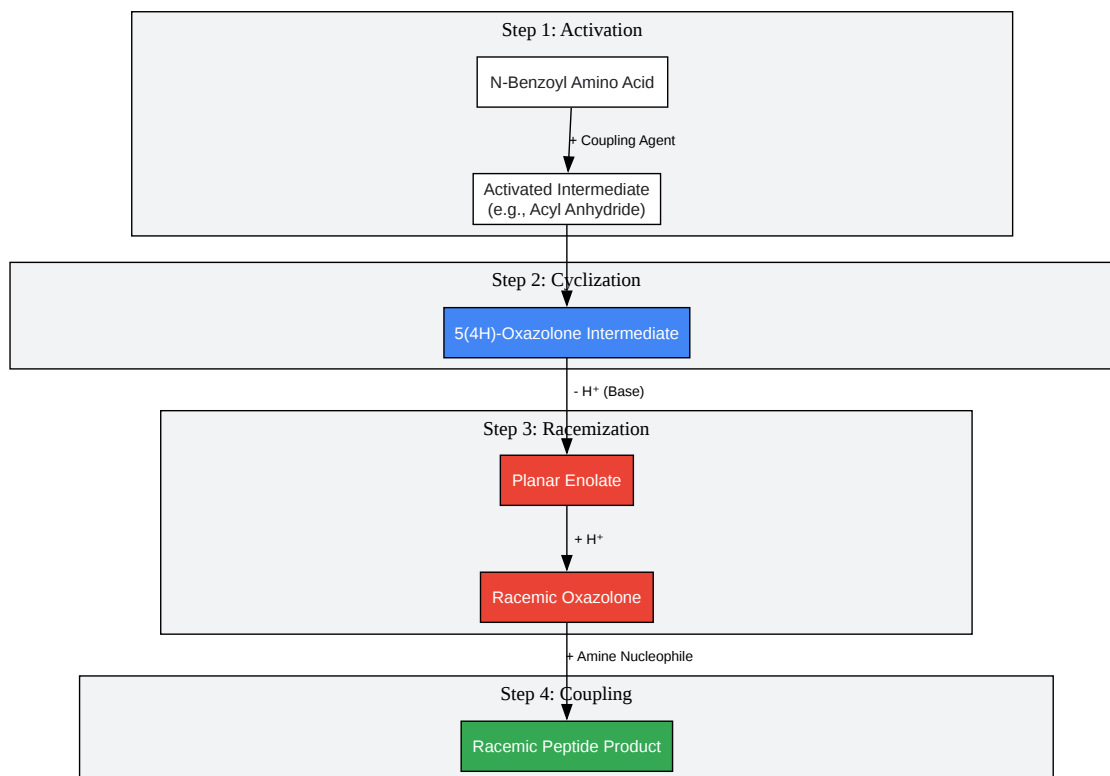 Step 1: Activation
N-Benzoyl Amino Acid
+ Coupling Agent
Activated Intermediate
(e.g., Acyl Anhydride)
Step 2: Cyclization
5(4H)-Oxazolone Intermediate
- H⁺ (Base)
Step 3: Racemization
Planar Enolate
+ H⁺
Racemic Oxazolone
+ Amine Nucleophile
Step 4: Coupling
Racemic Peptide Product